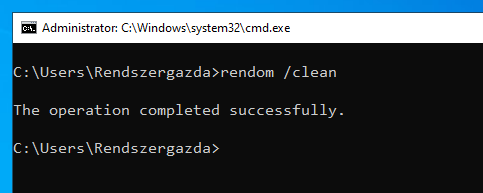 Administrator: C:\Windows\system32\cmd.exe
C:\Users\Rendszergazda>rendom /clean
The operation completed successfully.
C:\Users\Rendszergazda>